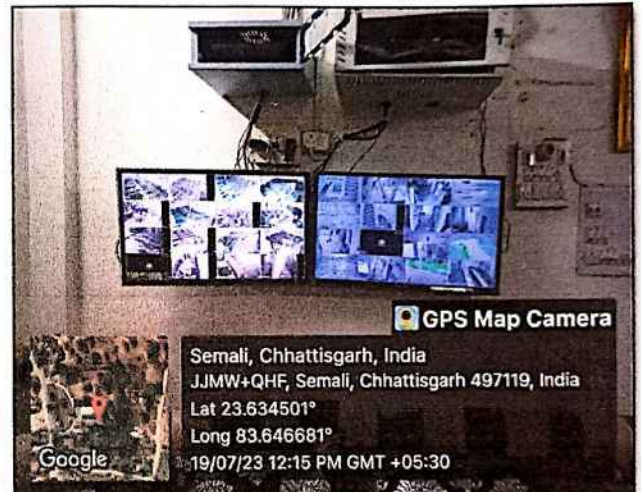 GPS Map Camera
Semali, Chhattisgarh, India
JJMW+QHF, Semali, Chhattisgarh 497119, India
Lat 23.634501°
Long 83.646681°
19/07/23 12:15 PM GMT +05:30
Google